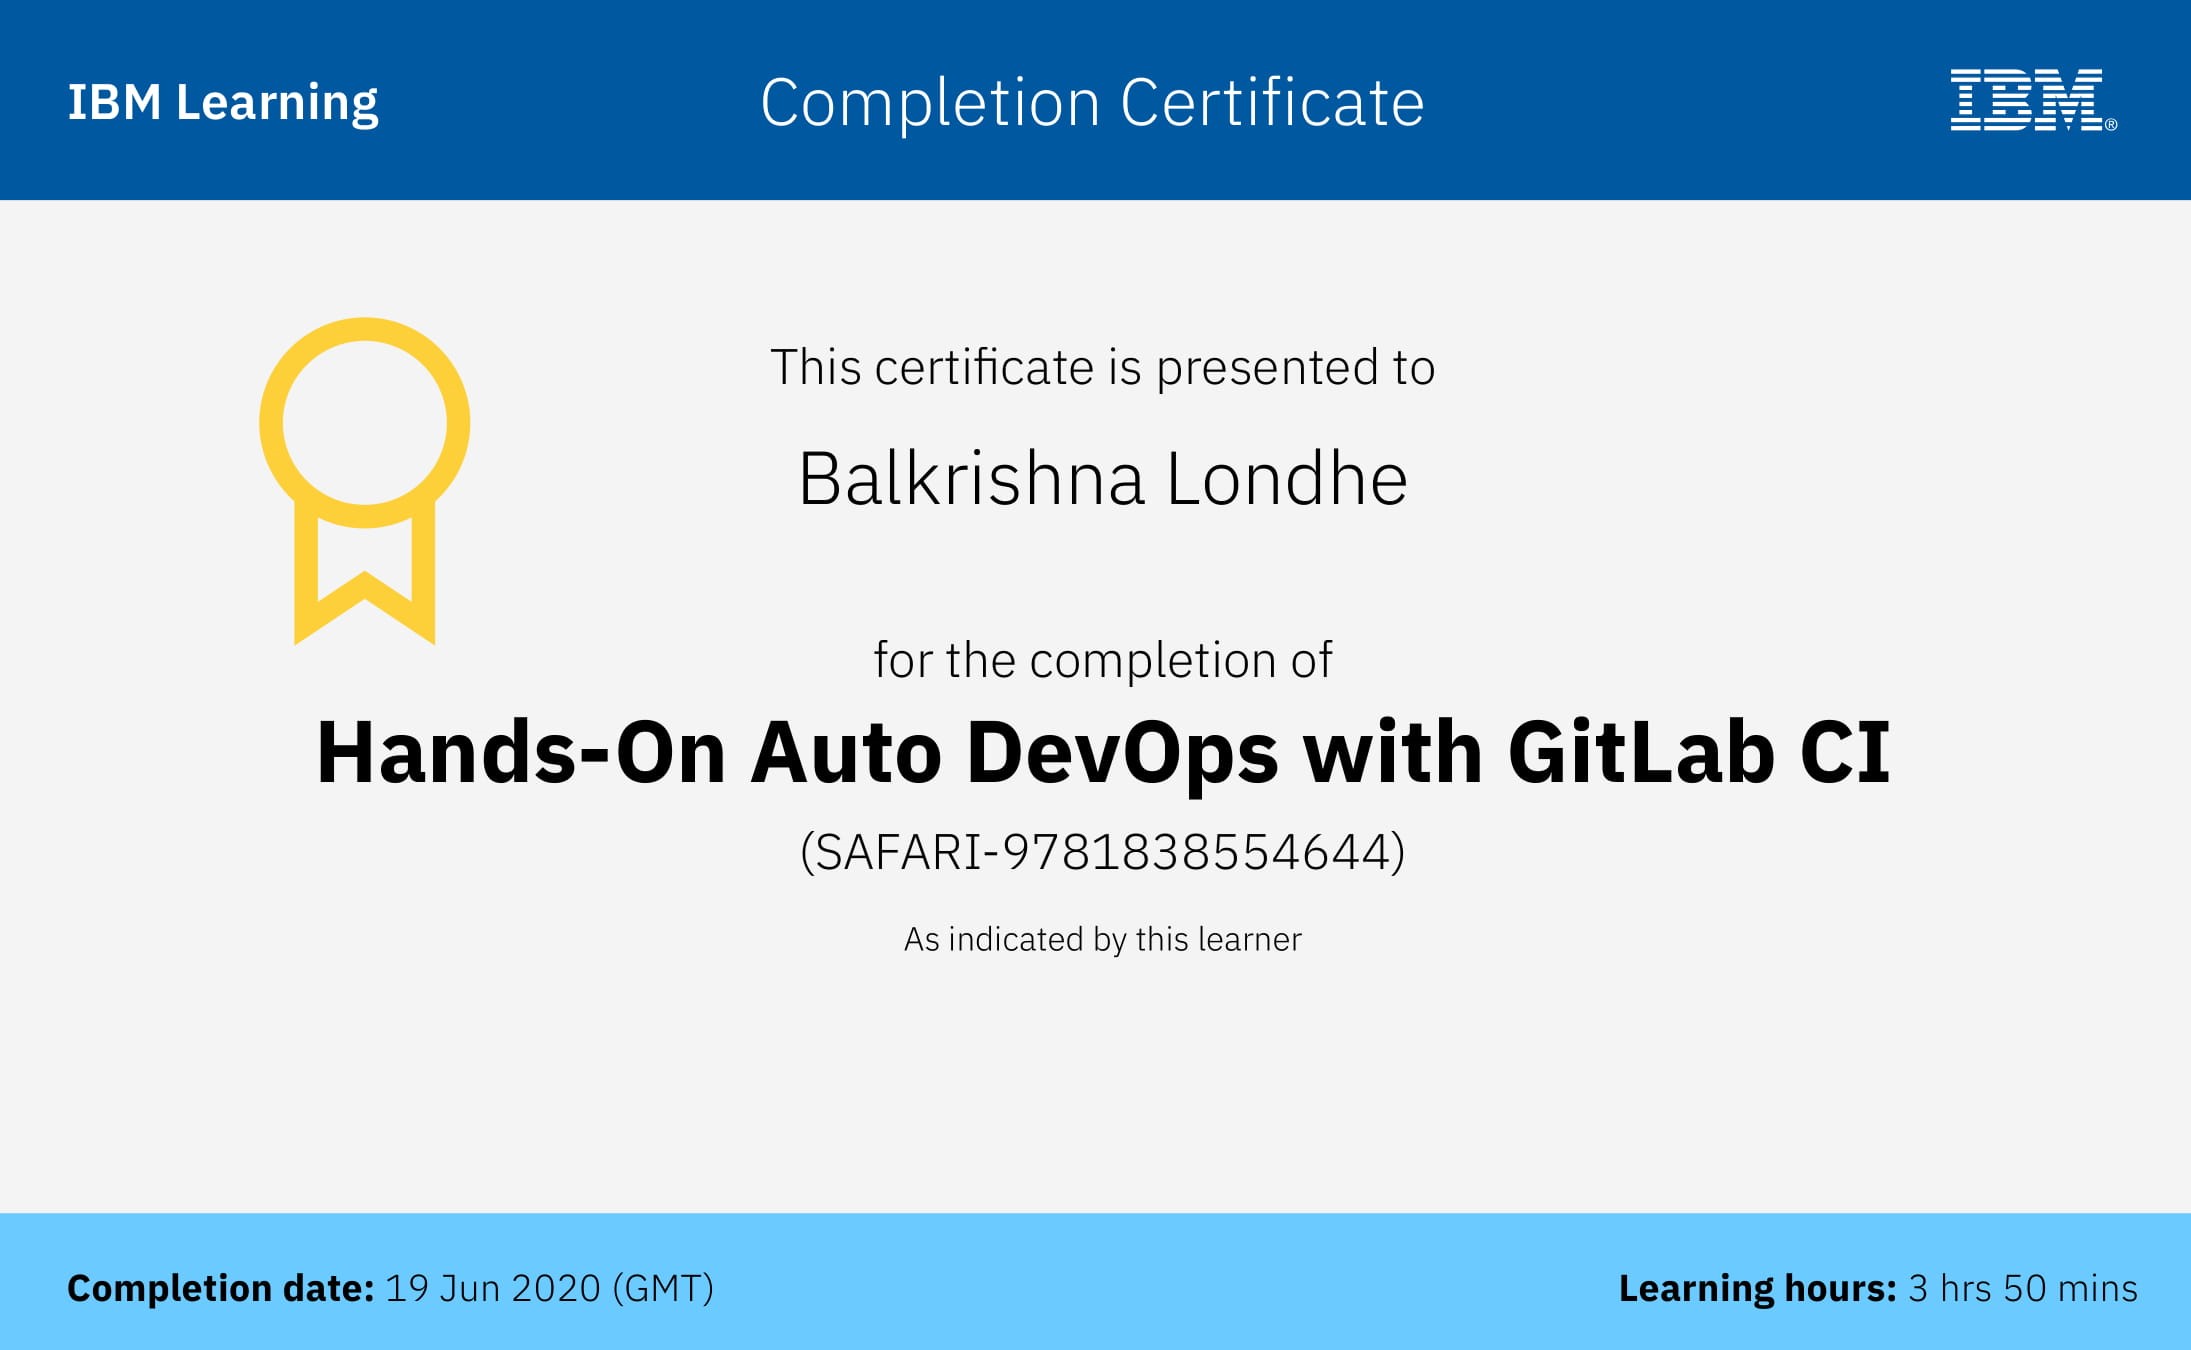 IBM Learning
Completion Certificate
IBM®
This certificate is presented to
Balkrishna Londhe
for the completion of
Hands-On Auto DevOps with GitLab CI
(SAFARI-9781838554644)
As indicated by this learner
Completion date: 19 Jun 2020 (GMT)
Learning hours: 3 hrs 50 mins